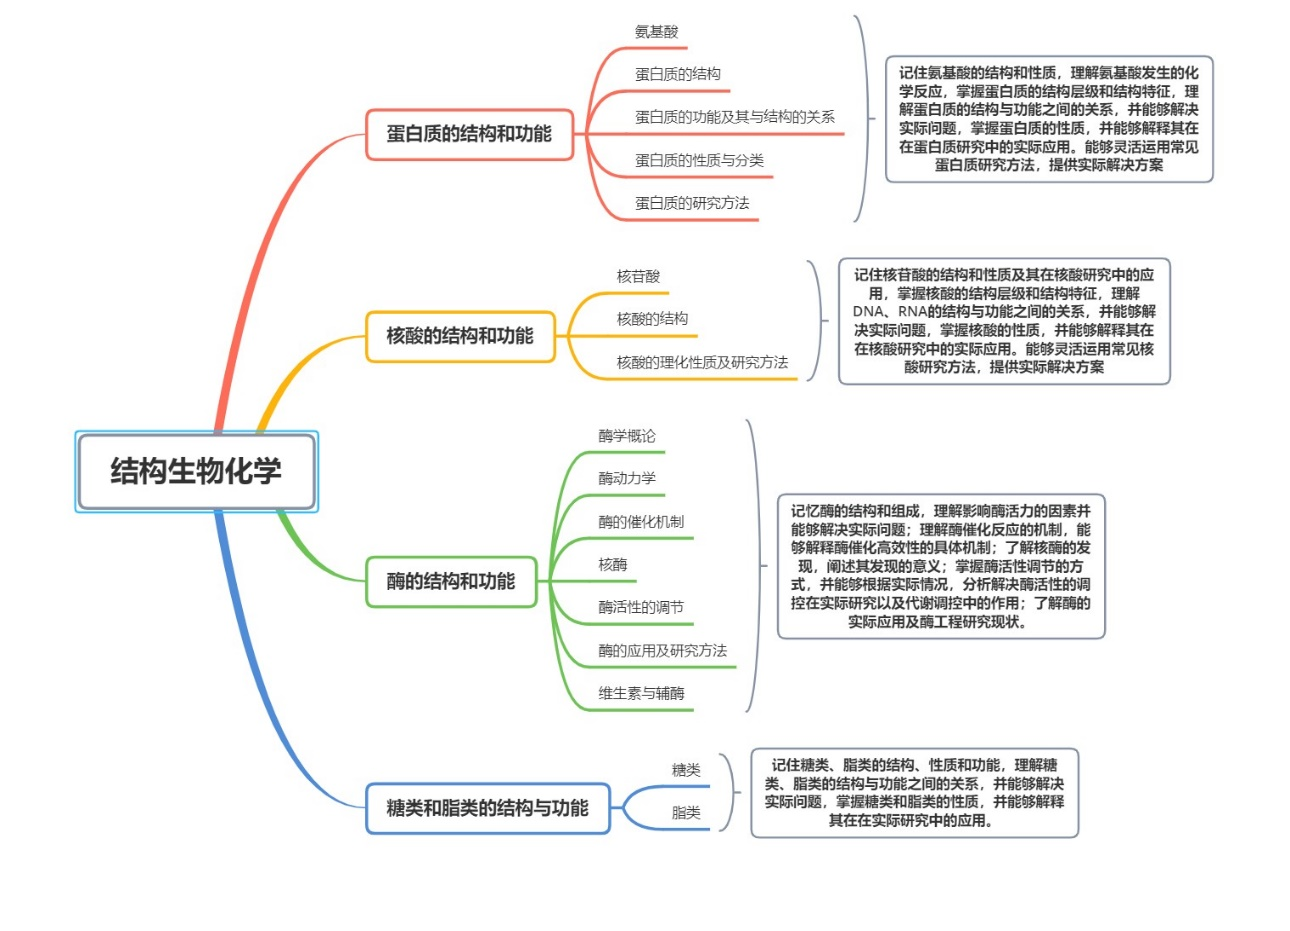 结构生物化学
蛋白质的结构和功能
氨基酸
蛋白质的结构
蛋白质的功能及其与结构的关系
蛋白质的性质与分类
蛋白质的研究方法
记住氨基酸的结构和性质，理解氨基酸发生的化
学反应，掌握蛋白质的结构层级和结构特征，理
解蛋白质的结构与功能之间的关系，并能够解决
实际问题，掌握蛋白质的性质，并能够解释其在
在蛋白质研究中的实际应用。能够灵活运用常见
蛋白质研究方法，提供实际解决方案
核酸的结构和功能
核苷酸
核酸的结构
核酸的理化性质及研究方法
记住核苷酸的结构和性质及其在核酸研究中的应
用，掌握核酸的结构层级和结构特征，理解
DNA、RNA的结构与功能之间的关系，并能够解
决实际问题，掌握核酸的性质，并能够解释其在
在核酸研究中的实际应用。能够灵活运用常见核
酸研究方法，提供实际解决方案
酶的结构和功能
酶学概论
酶动力学
酶的催化机制
核酶
酶活性的调节
酶的应用及研究方法
维生素与辅酶
记忆酶的结构和组成，理解影响酶活力的因素并
能够解决实际问题；理解酶催化反应的机制，能
够解释酶催化高效性的具体机制；了解核酶的发
现，阐述其发现的意义；掌握酶活性调节的方
式，并能够根据实际情况，分析解决酶活性的调
控在实际研究以及代谢调控中的作用；了解酶的
实际应用及酶工程研究现状。
糖类和脂类的结构与功能
糖类
脂类
记住糖类、脂类的结构、性质和功能，理解糖
类、脂类的结构与功能之间的关系，并能够解决
实际问题，掌握糖类和脂类的性质，并能够解释
其在在实际研究中的应用。